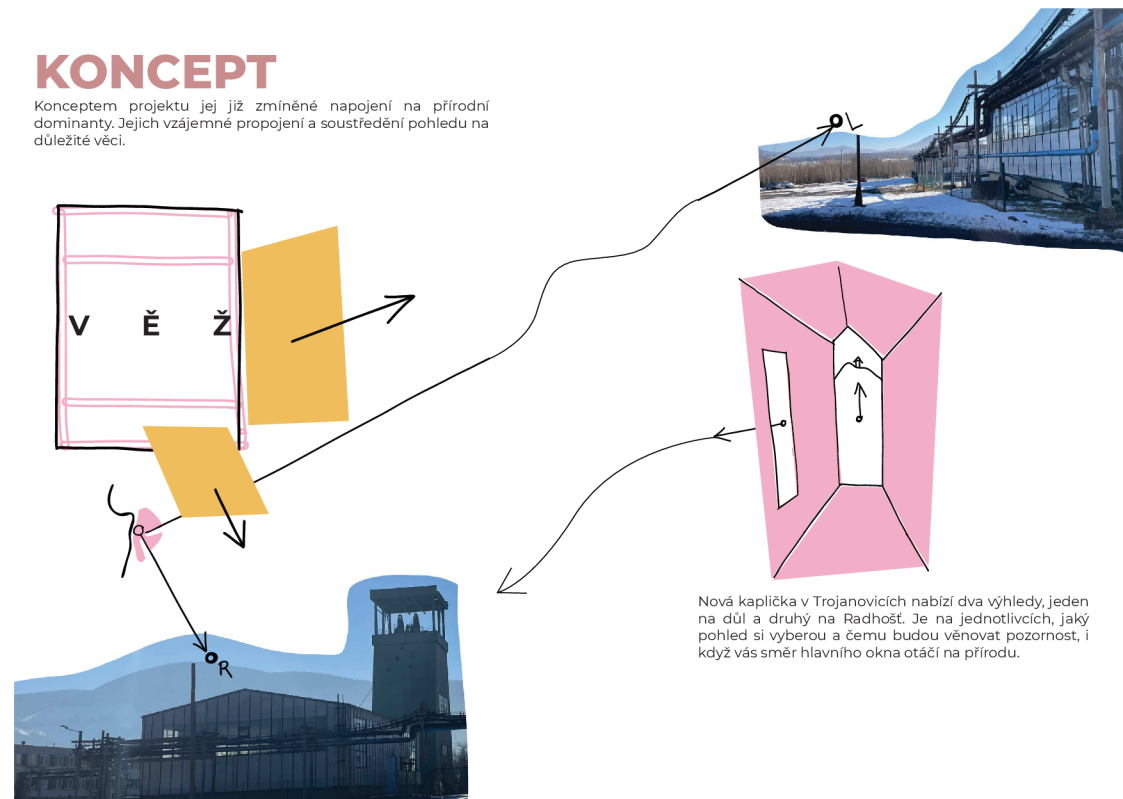 KONCEPT
Konceptem projektu jej již zmíněné napojení na přírodní
dominanty. Jejich vzájemné propojení a soustředění pohledu na
důležité věci.
L
V Ě Ž
R
Nová kaplička v Trojanovicích nabízí dva výhledy, jeden
na důl a druhý na Radhošť. Je na jednotlivcích, jaký
pohled si vyberou a čemu budou věnovat pozornost, i
když vás směr hlavního okna otáčí na přírodu.